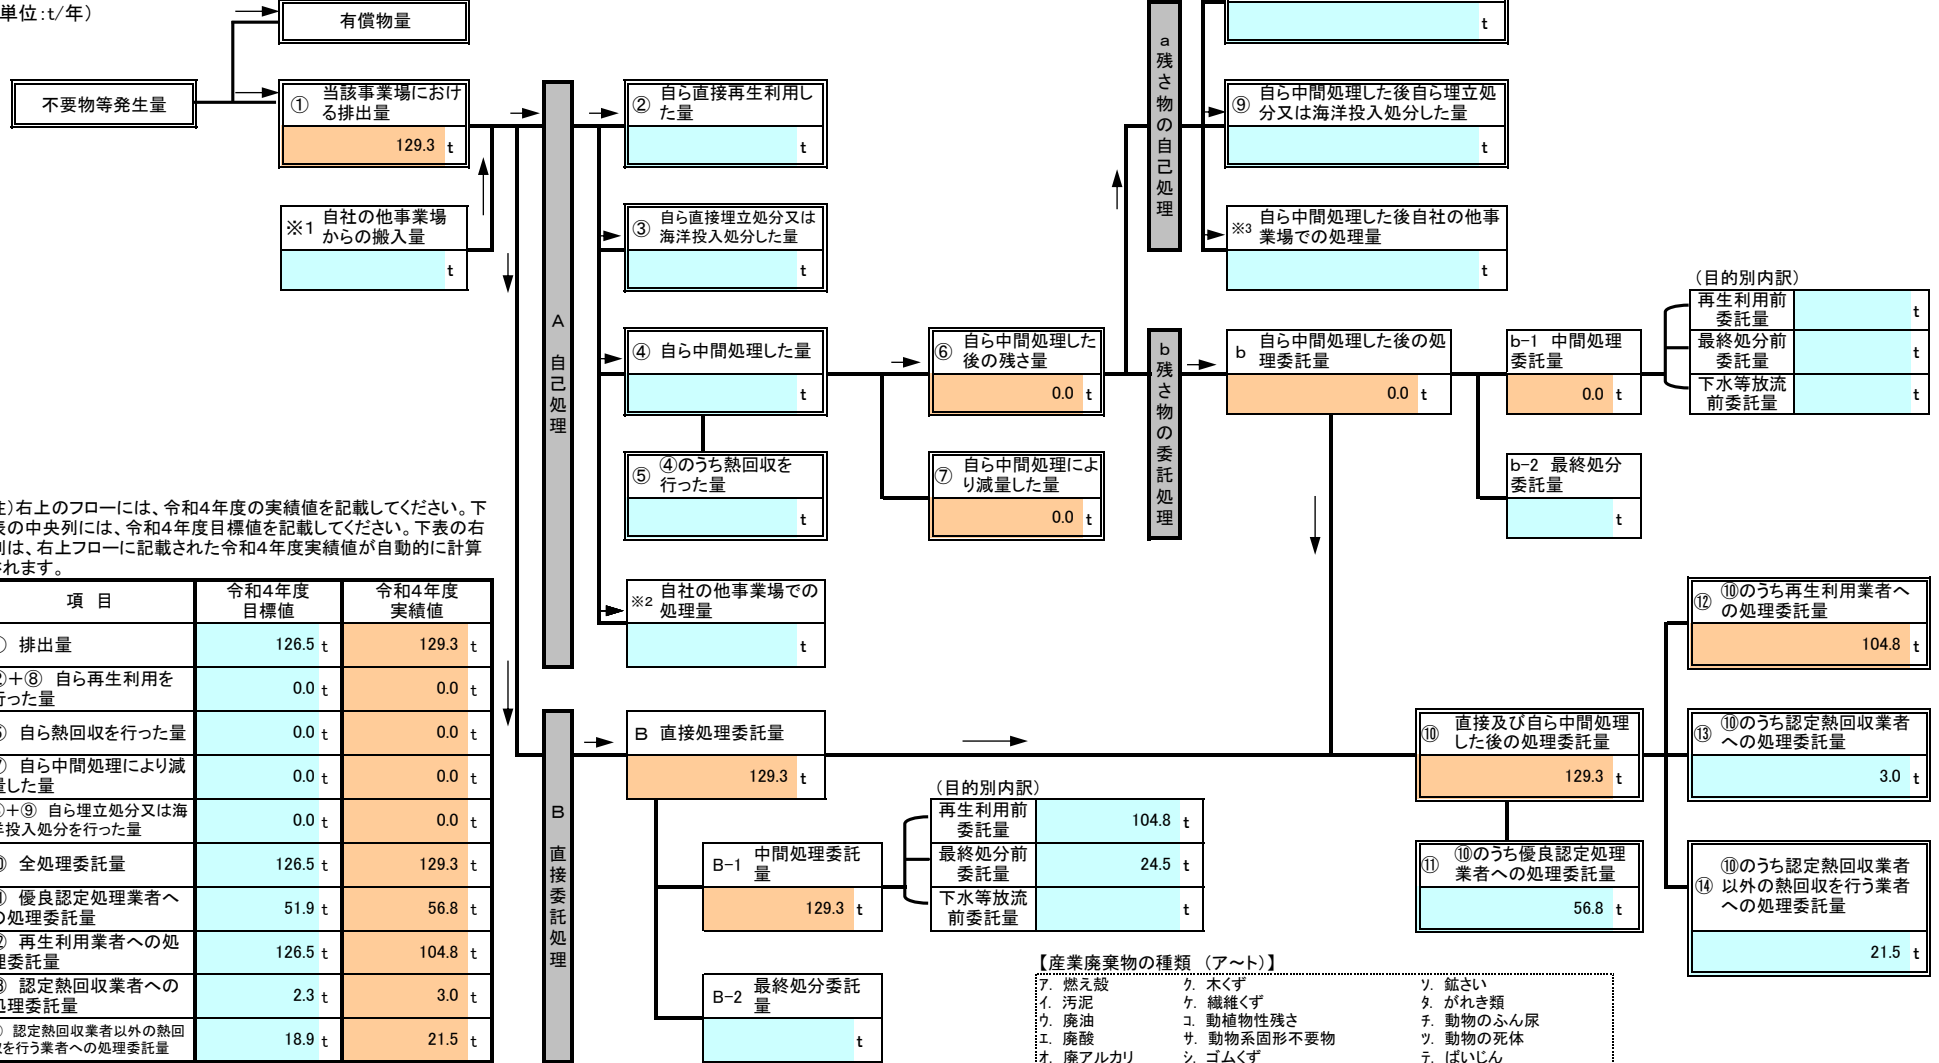 単位:t/年）
有償物量
不要物等発生量
① 当該事業場におけ
る排出量
129.3 t
※1 自社の他事業場
からの搬入量
t
A 自己処理
② 自ら直接再生利用し
た量
t
③ 自ら直接埋立処分又は
海洋投入処分した量
t
④ 自ら中間処理した量
t
⑤ ④のうち熱回収を
行った量
t
※2 自社の他事業場での
処理量
t
⑥ 自ら中間処理した
後の残さ量
0.0 t
⑦ 自ら中間処理によ
り減量した量
0.0 t
a 残さ物の自己処理
t
⑨ 自ら中間処理した後自ら埋立処
分又は海洋投入処分した量
t
※3 自ら中間処理した後自社の他事
業場での処理量
t
b 残さ物の委託処理
b 自ら中間処理した後の処
理委託量
0.0 t
b-1 中間処理
委託量
0.0 t
b-2 最終処分
委託量
t
（目的別内訳）
再生利用前
委託量
t
最終処分前
委託量
t
下水等放流
前委託量
t
)右上のフローには、令和4年度の実績値を記載してください。下
の中央列には、令和4年度目標値を記載してください。下表の右
は、右上フローに記載された令和4年度実績値が自動的に計算
れます。
項 目 令和4年度
目標値 令和4年度
実績値
排出量 126.5 t 129.3 t
+⑧ 自ら再生利用を
った量 0.0 t 0.0 t
自ら熱回収を行った量 0.0 t 0.0 t
自ら中間処理により減
した量 0.0 t 0.0 t
+⑨ 自ら埋立処分又は海
投入処分を行った量 0.0 t 0.0 t
全処理委託量 126.5 t 129.3 t
優良認定処理業者へ
処理委託量 51.9 t 56.8 t
再生利用業者への処
委託量 126.5 t 104.8 t
認定熱回収業者への
処理委託量 2.3 t 3.0 t
認定熱回収業者以外の熱回
を行う業者への処理委託量 18.9 t 21.5 t
B 直接委託処理
B 直接処理委託量
129.3 t
B-1 中間処理委託
量
129.3 t
B-2 最終処分委託
量
t
（目的別内訳）
再生利用前
委託量
104.8 t
最終処分前
委託量
24.5 t
下水等放流
前委託量
t
⑩ 直接及び自ら中間処理
した後の処理委託量
129.3 t
⑪ ⑩のうち優良認定処理
業者への処理委託量
56.8 t
⑫ ⑩のうち再生利用業者へ
の処理委託量
104.8 t
⑬ ⑩のうち認定熱回収業者
への処理委託量
3.0 t
⑭ ⑩のうち認定熱回収業者
以外の熱回収を行う業者
への処理委託量
21.5 t
【産業廃棄物の種類 （ア～ト）】
ア. 燃え殻 ク. 木くず ソ. 鉱さい
イ. 汚泥 ケ. 繊維くず タ. がれき類
ウ. 廃油 コ. 動植物性残さ チ. 動物のふん尿
エ. 廃酸 サ. 動物系固形不要物 ツ. 動物の死体
オ. 廃アルカリ シ. ゴムくず テ. ばいじん